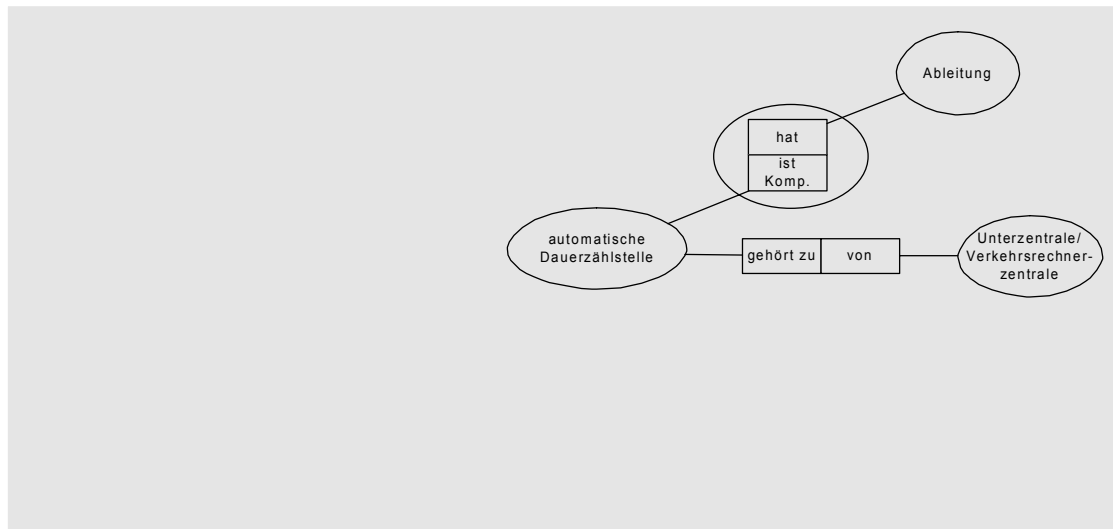 Ableitung
hat
ist
Komp.
automatische
Dauerzählstelle
gehört zu
von
Unterzentrale/
Verkehrsrechner-
zentrale